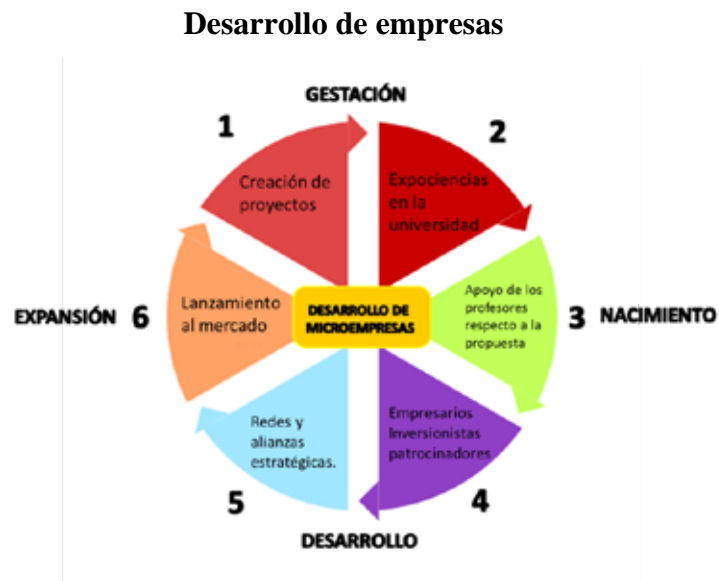 Desarrollo de empresas
GESTACIÓN
1
2
Creación de
proyectos
Expociencias
en la
universidad
Apoyo de los
profesores
respecto a la
propuesta
3 NACIMIENTO
EXPANSIÓN 6
Lanzamiento
al mercado
DESARROLLO DE
MICROEMPRESAS
Redes y
alianzas
estratégicas.
Empresarios
Inversionistas
patrocinadores
5
4
DESARROLLO